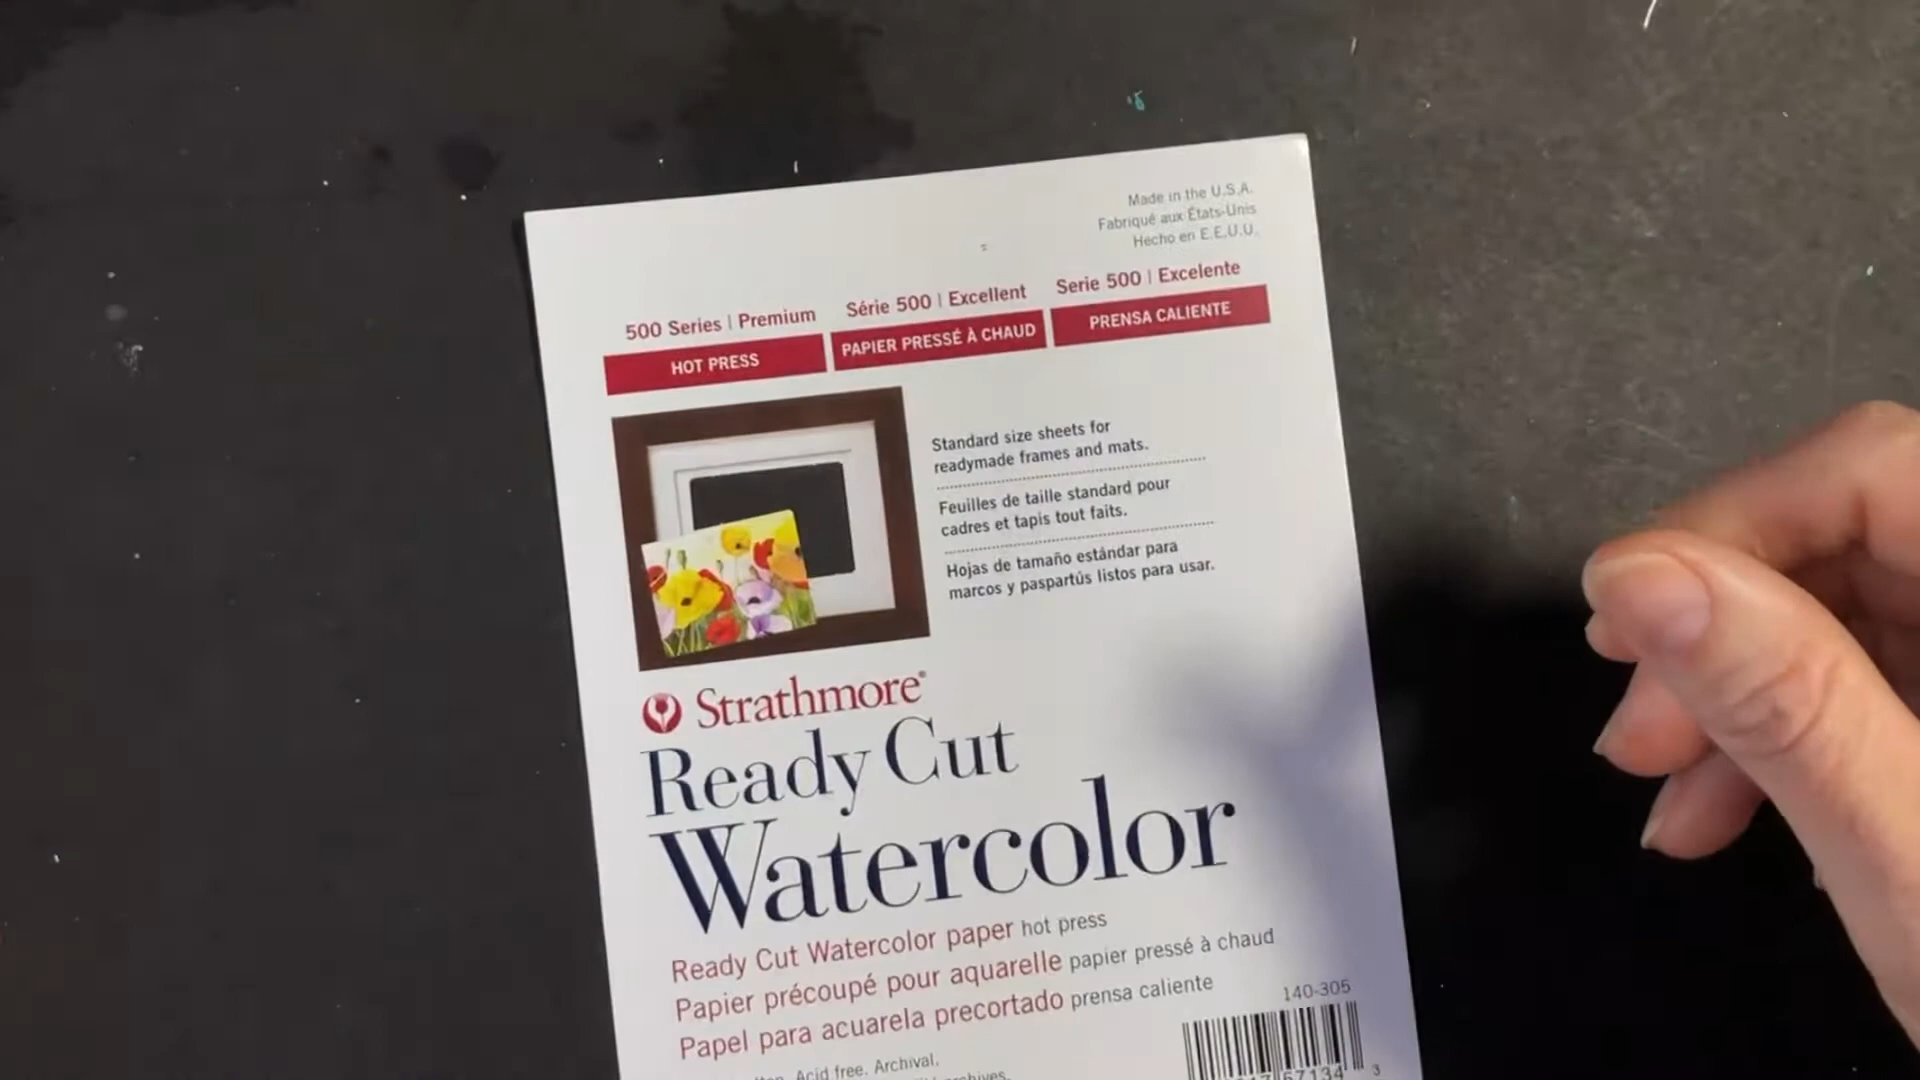 Made in the U.S.A.
Fabriqué aux États-Unis
Hecho en E.E.U.U.
500 Series | Premium
Série 500 | Excellent
Serie 500 | Excelente
HOT PRESS
PAPIER PRESSÉ À CHAUD
PRENSA CALIENTE
Standard size sheets for
readymade frames and mats.
Feuilles de taille standard pour
cadres et tapis tout faits.
Hojas de tamaño estándar para
marcos y paspartús listos para usar.
Strathmore®
Ready Cut
Watercolor
Ready Cut Watercolor paper hot press
Papier précoupé pour aquarelle papier pressé à chaud
Papel para acuarela precortado prensa caliente
140-305
Acid free. Archival.
67134 3